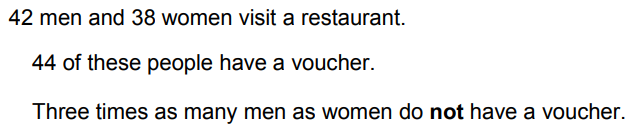 42 men and 38 women visit a restaurant.
44 of these people have a voucher.
Three times as many men as women do not have a voucher.